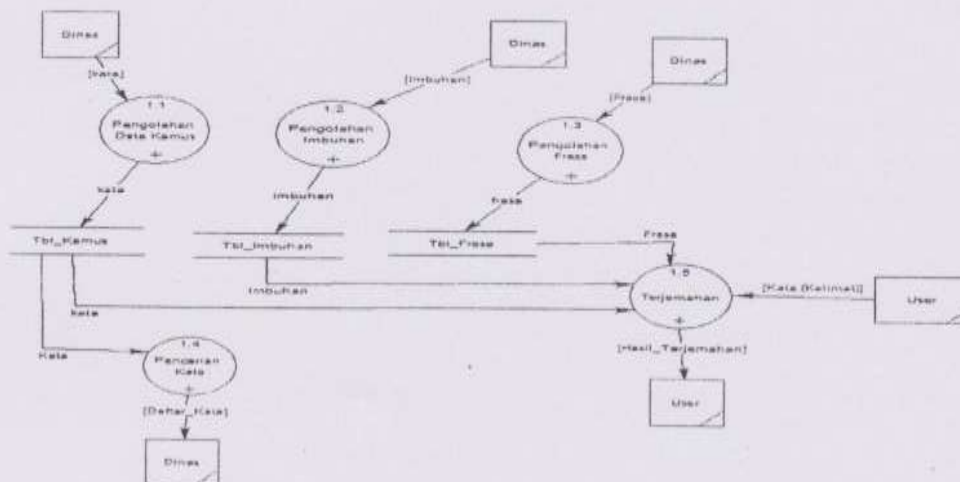 Dinas
Dinas
Dinas
[kata]
[Imbuhan]
[Frasa]
1.1
Pengolahan
Data Kamus
+
1.2
Pengolahan
Imbuhan
+
1.3
Pengolahan
Frasa
+
kata
Imbuhan
frasa
Tbl_Kamus
Tbl_Imbuhan
Tbl_Frasa
Frasa
Imbuhan
kata
1.5
Terjemahan
+
[Kata (Kalimat)]
User
Kata
1.4
Pencarian
Kata
+
[Hasil_Terjemahan]
User
[Daftar_Kata]
Dinas